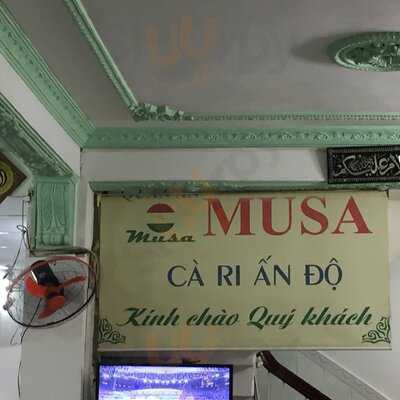 MUSA
Musa
CÀ RI ẤN ĐỘ
Kính chào Quý khách